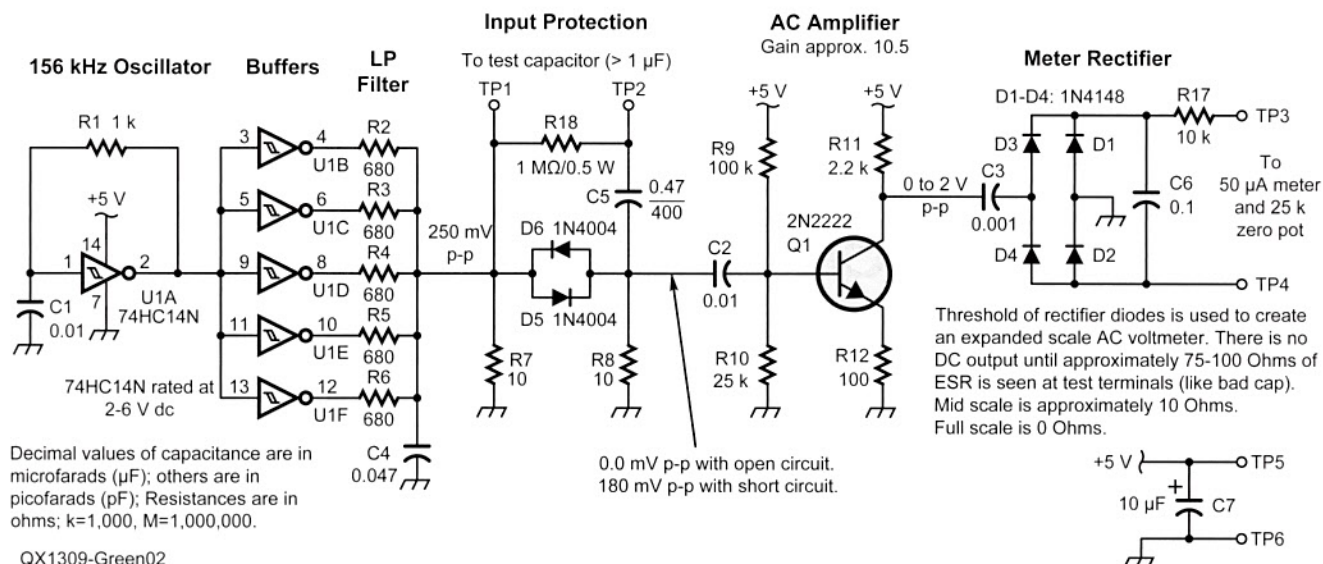 Input Protection
AC Amplifier
Gain approx. 10.5
156 kHz Oscillator
Buffers
LP
Filter
To test capacitor (> 1 µF)
Meter Rectifier
TP1
TP2
+5 V
+5 V
D1-D4: 1N4148
R17
TP3
10 k
R1 1 k
3
4
U1B
R2
680
R18
1 MΩ/0.5 W
R9
100 k
R11
2.2 k
D3
D1
To
50 µA meter
and 25 k
zero pot
+5 V
5
6
U1C
R3
680
C5
0.47
400
0 to 2 V
p-p
C3
0.001
C6
0.1
14
1
2
7
U1A
74HC14N
C1
0.01
9
8
U1D
R4
680
250 mV
p-p
D6 1N4004
D5 1N4004
C2
0.01
2N2222
Q1
D4
D2
TP4
11
10
U1E
R5
680
R7
10
R8
10
R10
25 k
R12
100
Threshold of rectifier diodes is used to create
an expanded scale AC voltmeter. There is no
DC output until approximately 75-100 Ohms of
ESR is seen at test terminals (like bad cap).
Mid scale is approximately 10 Ohms.
Full scale is 0 Ohms.
74HC14N rated at
2-6 V dc
13
12
U1F
R6
680
C4
0.047
Decimal values of capacitance are in
microfarads (µF); others are in
picofarads (pF); Resistances are in
ohms; k=1,000, M=1,000,000.
0.0 mV p-p with open circuit.
180 mV p-p with short circuit.
+5 V
TP5
+
10 µF
C7
TP6
QX1309-Green02